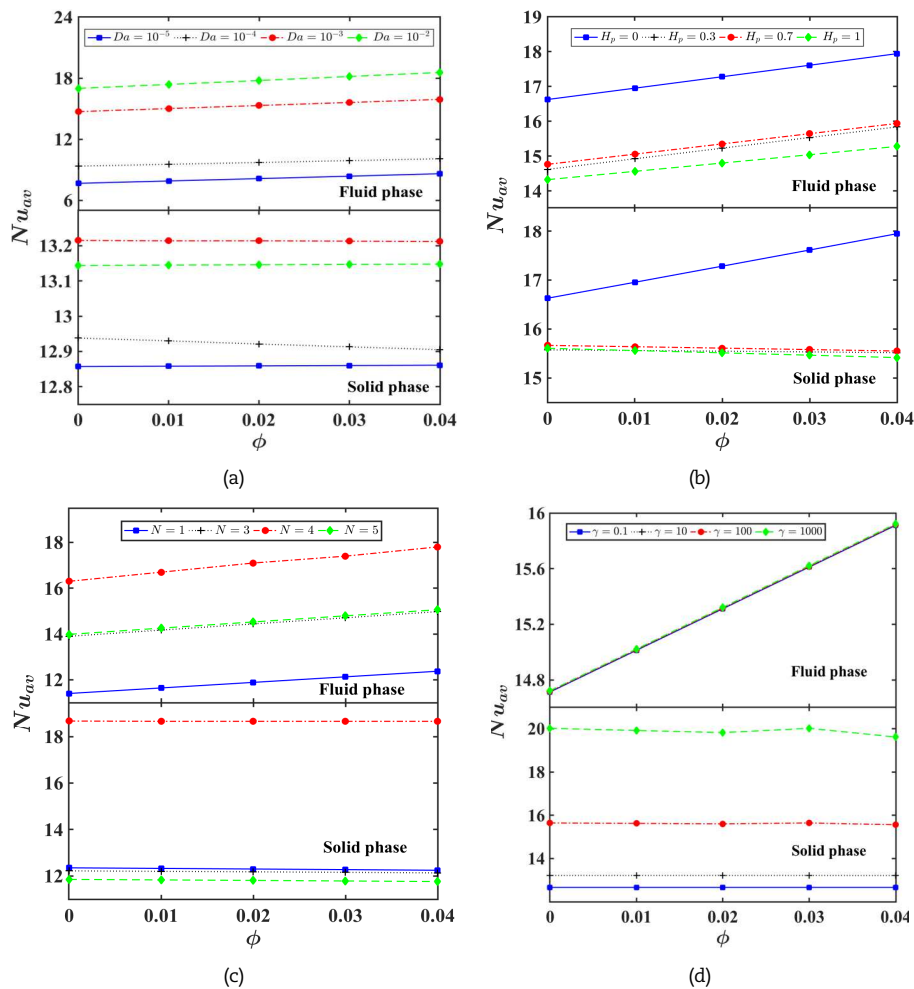 Da = 10⁻⁵ Da = 10⁻⁴ Da = 10⁻³ Da = 10⁻²
24
18
12
6
Fluid phase
Nu_av
13.2
13.1
13
12.9
12.8
Solid phase
0 0.01 0.02 0.03 0.04
ϕ
(a)
H_p = 0 H_p = 0.3 H_p = 0.7 H_p = 1
19
18
17
16
15
14
Fluid phase
Nu_av
18
17
16
15
Solid phase
0 0.01 0.02 0.03 0.04
ϕ
(b)
N = 1 N = 3 N = 4 N = 5
18
16
14
12
Fluid phase
Nu_av
18
16
14
12
Solid phase
0 0.01 0.02 0.03 0.04
ϕ
(c)
16
γ = 0.1 γ = 10 γ = 100 γ = 1000
15.6
15.2
14.8
Fluid phase
Nu_av
20
18
16
14
Solid phase
0 0.01 0.02 0.03 0.04
ϕ
(d)